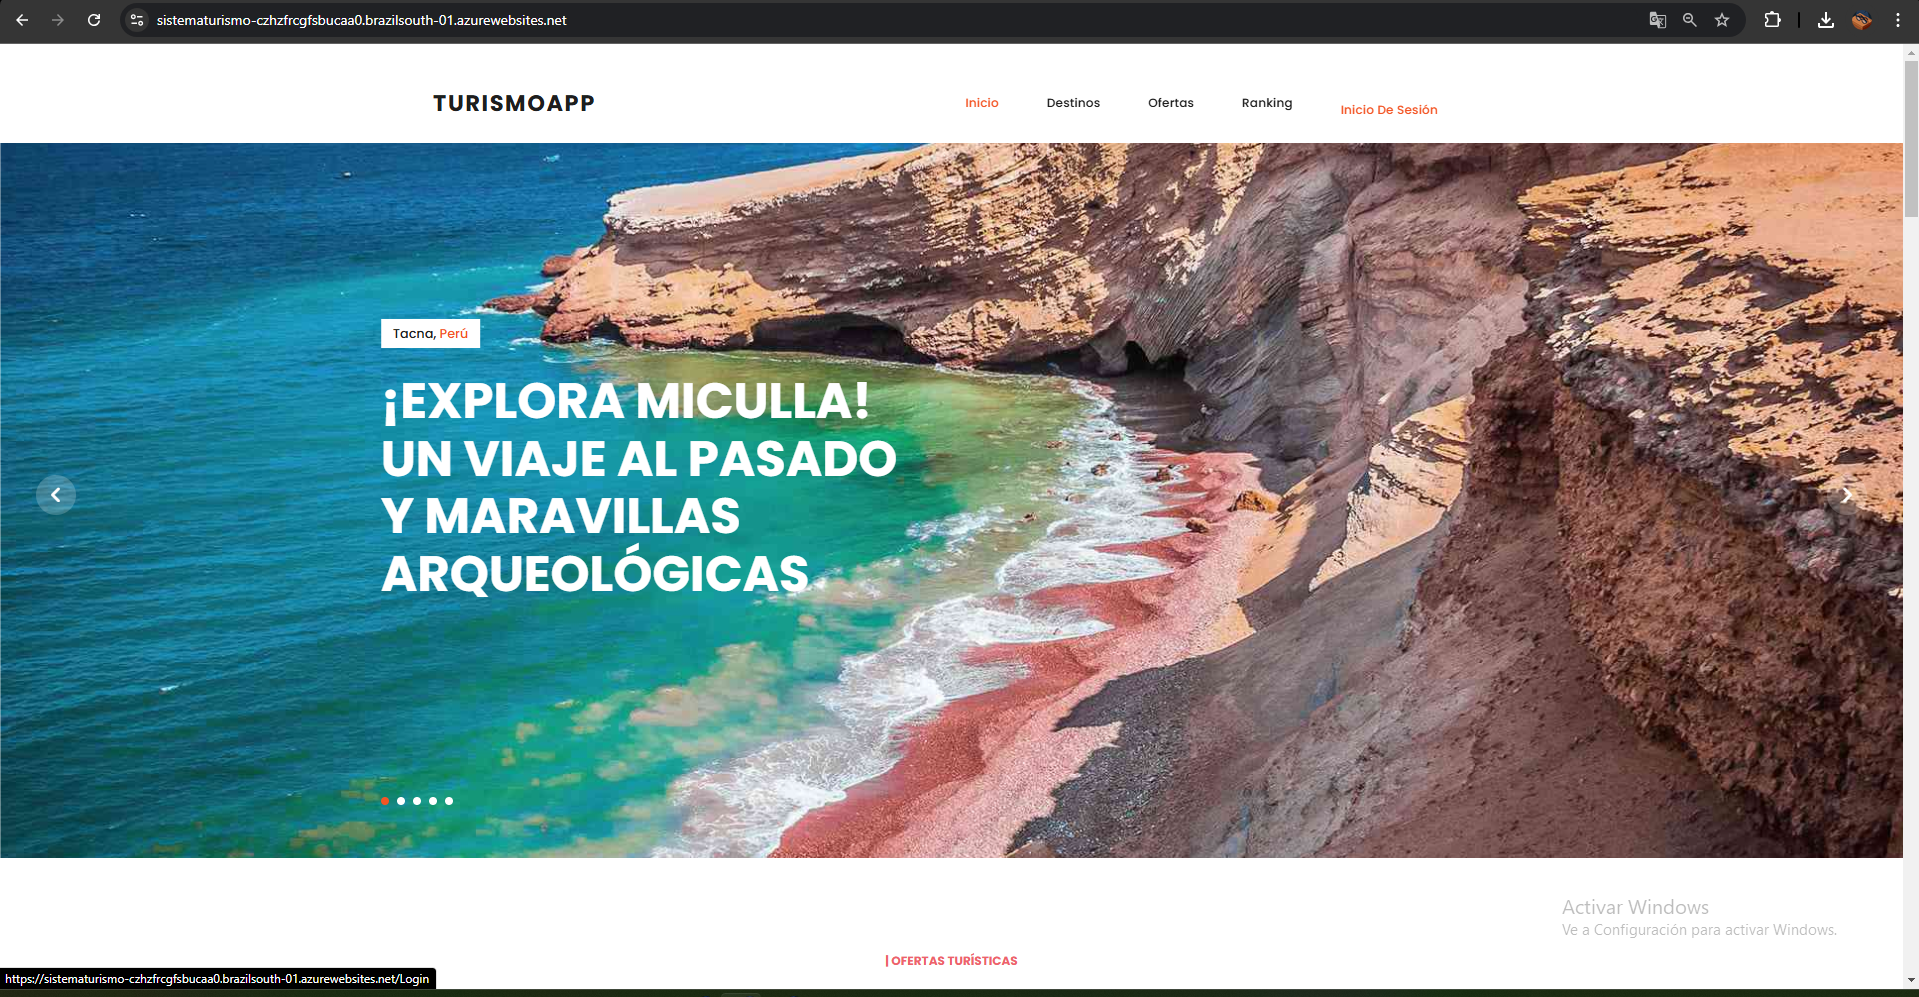 sistematurismo-czhzfrcgfsbucaa0.brazilsouth-01.azurewebsites.net
TURISMOAPP
Inicio
Destinos
Ofertas
Ranking
Inicio De Sesión
Tacna, Perú
¡EXPLORA MICULLA!
UN VIAJE AL PASADO
Y MARAVILLAS
ARQUEOLÓGICAS
Activar Windows
Ve a Configuración para activar Windows.
| OFERTAS TURÍSTICAS
https://sistematurismo-czhzfrcgfsbucaa0.brazilsouth-01.azurewebsites.net/Login